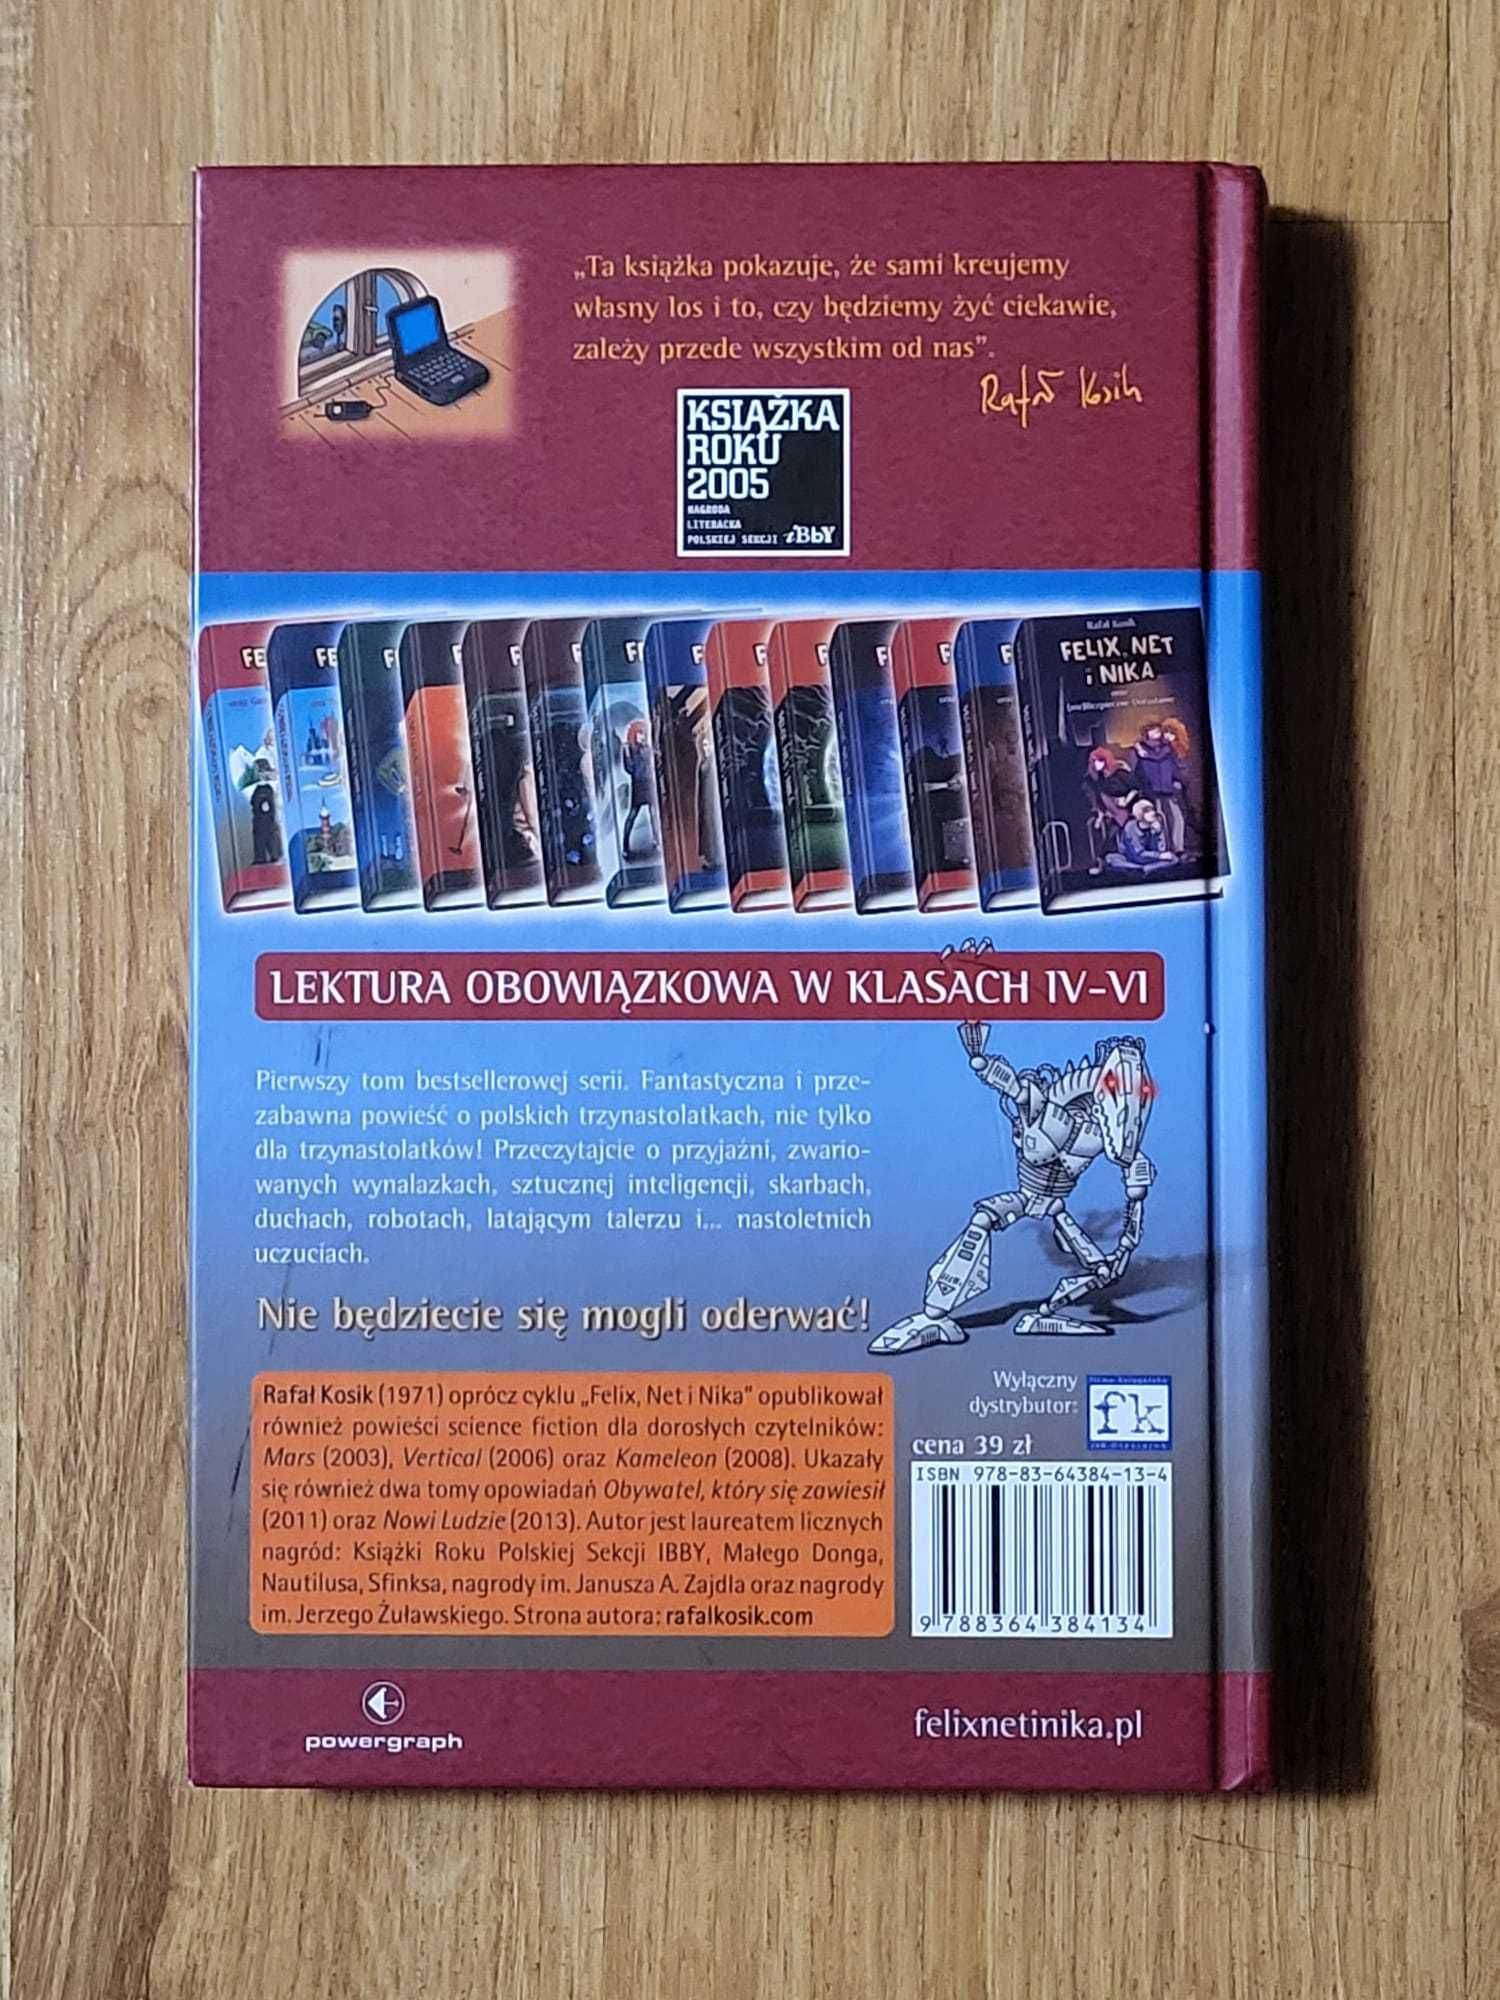 „Ta książka pokazuje, że sami kreujemy
własny los i to, czy będziemy żyć ciekawie,
zależy przede wszystkim od nas”.
Rafał Kosik
KSIĄŻKA
ROKU
2005
NAGRODA
LITERACKA
POLSKIEJ SEKCJI iBbY
Rafał Kosik
FELIX, NET
i NIKA
oraz
(nie)Bezpieczne Dorastanie
LEKTURA OBOWIĄZKOWA W KLASACH IV–VI
Pierwszy tom bestsellerowej serii. Fantastyczna i prze-
zabawna powieść o polskich trzynastolatkach, nie tylko
dla trzynastolatków! Przeczytajcie o przyjaźni, zwario-
wanych wynalazkach, sztucznej inteligencji, skarbach,
duchach, robotach, latającym talerzu i... nastoletnich
uczuciach.
Nie będziecie się mogli oderwać!
Rafał Kosik (1971) oprócz cyklu „Felix, Net i Nika” opublikował
również powieści science fiction dla dorosłych czytelników:
Mars (2003), Vertical (2006) oraz Kameleon (2008). Ukazały
się również dwa tomy opowiadań Obywatel, który się zawiesił
(2011) oraz Nowi Ludzie (2013). Autor jest laureatem licznych
nagród: Książki Roku Polskiej Sekcji IBBY, Małego Donga,
Nautilusa, Sfinksa, nagrody im. Janusza A. Zajdla oraz nagrody
im. Jerzego Żuławskiego. Strona autora: rafalkosik.com
Wyłączny
dystrybutor:
fk
cena 39 zł
ISBN 978-83-64384-13-4
9 788364 384134
powergraph
felixnetinika.pl